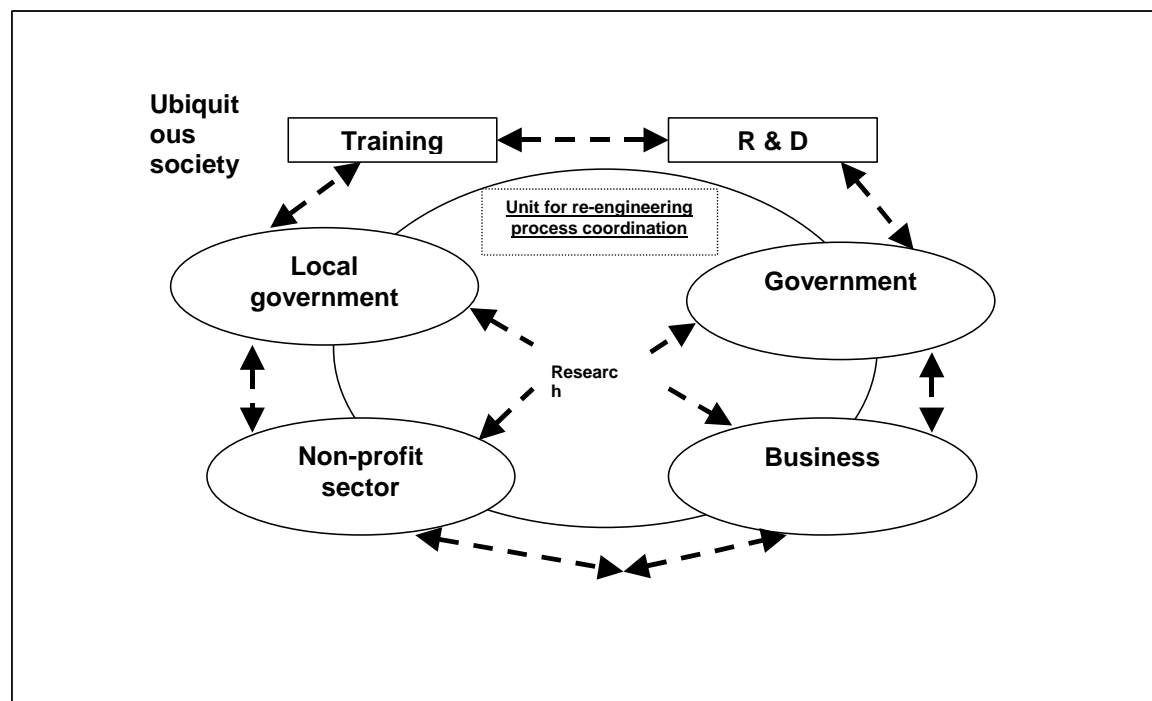 Ubiquit
ous
society
Training
R & D
Unit for re-engineering
process coordination
Local
government
Government
Researc
h
Non-profit
sector
Business